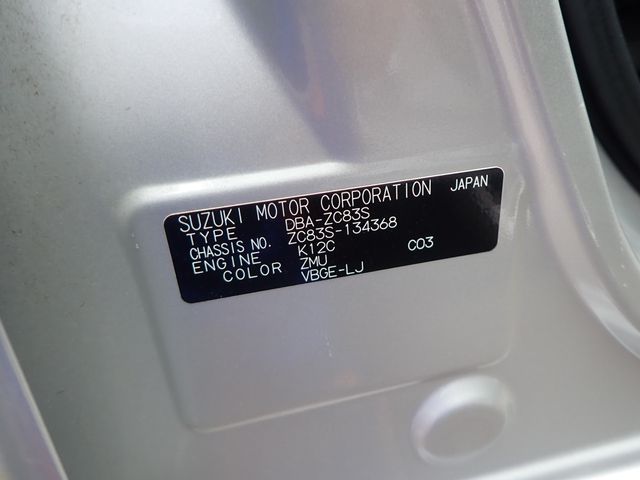 SUZUKI MOTOR CORPORATION JAPAN
TYPE DBA-ZC83S
CHASSIS NO. ZC83S-134368
ENGINE K12C C03
COLOR ZMU
VBGE-LJ